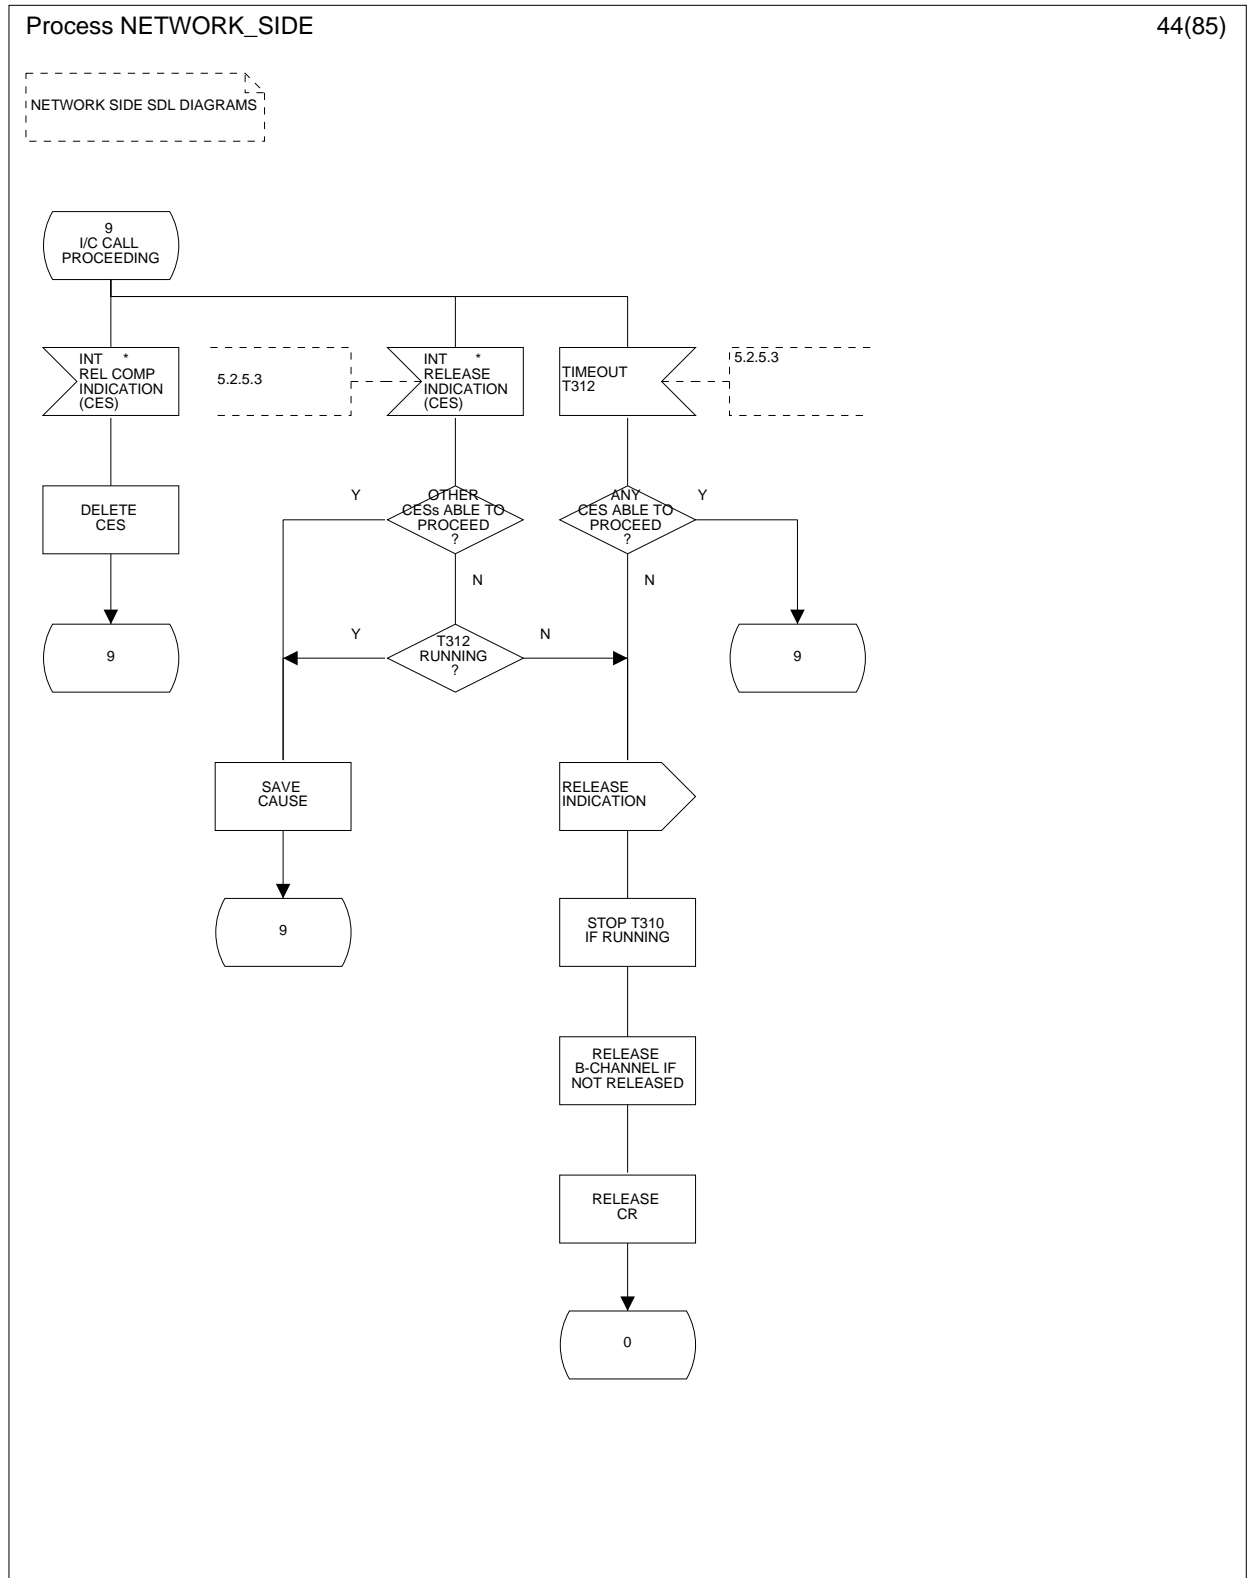 Process NETWORK_SIDE
44(85)
NETWORK SIDE SDL DIAGRAMS
9
I/C CALL
PROCEEDING
INT *
REL COMP
INDICATION
(CES)
5.2.5.3
INT *
RELEASE
INDICATION
(CES)
TIMEOUT
T312
5.2.5.3
DELETE
CES
Y
OTHER
CESs ABLE TO
PROCEED
?
N
ANY
CES ABLE TO
PROCEED
?
Y
N
9
Y
T312
RUNNING
?
N
9
SAVE
CAUSE
RELEASE
INDICATION
9
STOP T310
IF RUNNING
RELEASE
B-CHANNEL IF
NOT RELEASED
RELEASE
CR
0